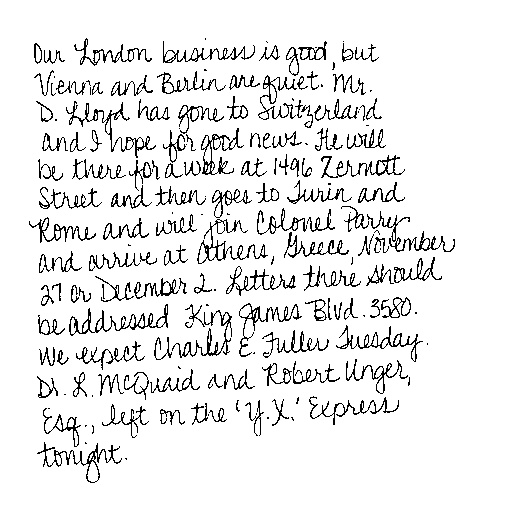 Our London business is good, but
Vienna and Berlin are quiet. Mr.
D. Lloyd has gone to Switzerland
and I hope for good news. He will
be there for a week at 1496 Zermott
Street and then goes to Turin and
Rome and will join Colonel Parry
and arrive at Athens, Greece, November
27 or December 2. Letters there should
be addressed King James Blvd. 3580.
We expect Charles E. Fuller Tuesday.
Dr. L. McQuaid and Robert Unger,
Esq., left on the 'Y.X.' Express
tonight.